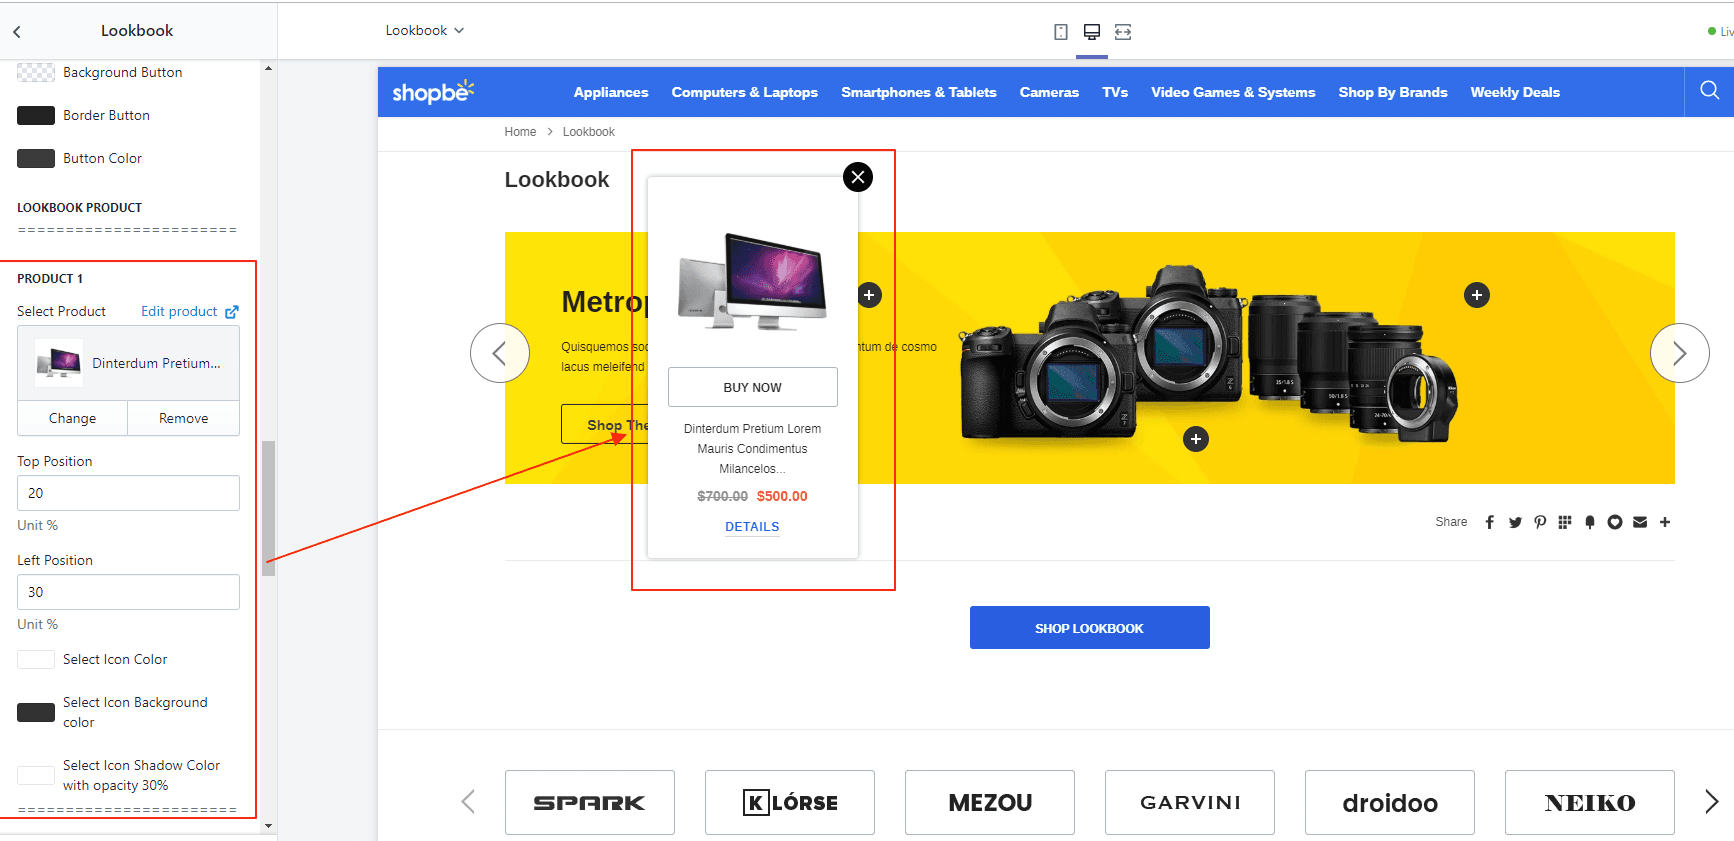 Lookbook
Background Button
Border Button
Button Color
LOOKBOOK PRODUCT
=======================
PRODUCT 1
Select Product
Edit product
Dinterdum Pretium...
Change
Remove
Top Position
20
Unit %
Left Position
30
Unit %
Select Icon Color
Select Icon Background
color
Select Icon Shadow Color
with opacity 30%
=======================
Lookbook
Liv
shopbe
Appliances
Computers & Laptops
Smartphones & Tablets
Cameras
TVs
Video Games & Systems
Shop By Brands
Weekly Deals
Home > Lookbook
Lookbook
Metrop
Quisquemos sod
ntum de cosmo
lacus meleifend
Shop The
BUY NOW
Dinterdum Pretium Lorem
Mauris Condimentus
Milancelos...
$700.00 $500.00
DETAILS
Share
SHOP LOOKBOOK
SPARK
KLÓRSE
MEZOU
GARVINI
droidoo
NEIKO